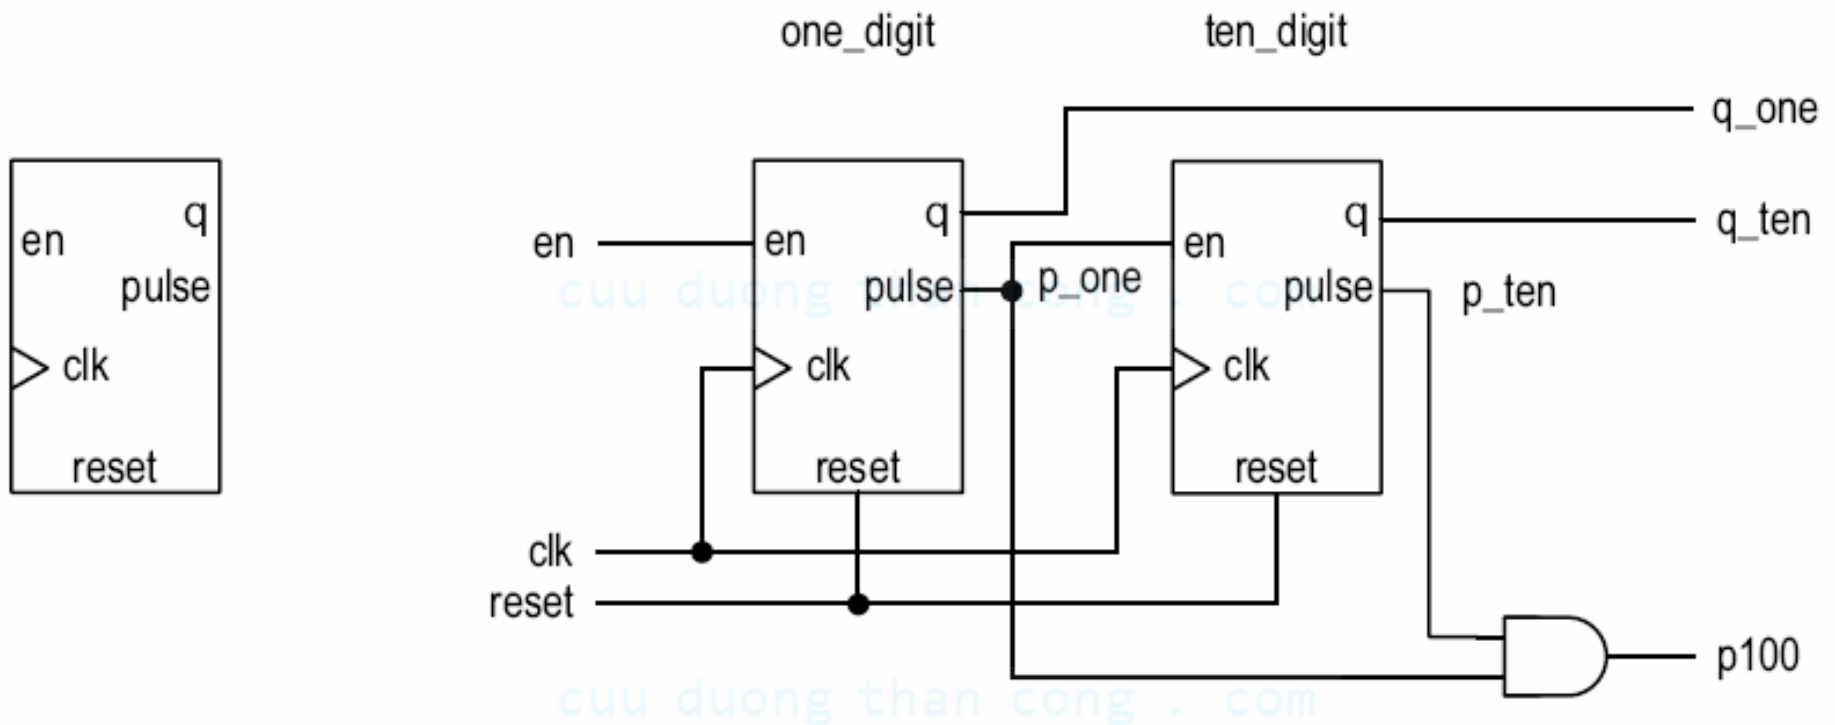 one_digit
ten_digit
q_one
q
en
pulse
clk
reset
en
q
en
pulse
p_one
clk
reset
q
q_ten
en
pulse
p_ten
clk
reset
clk
reset
p100
cuu duong than cong . com
cuu duong than cong . com